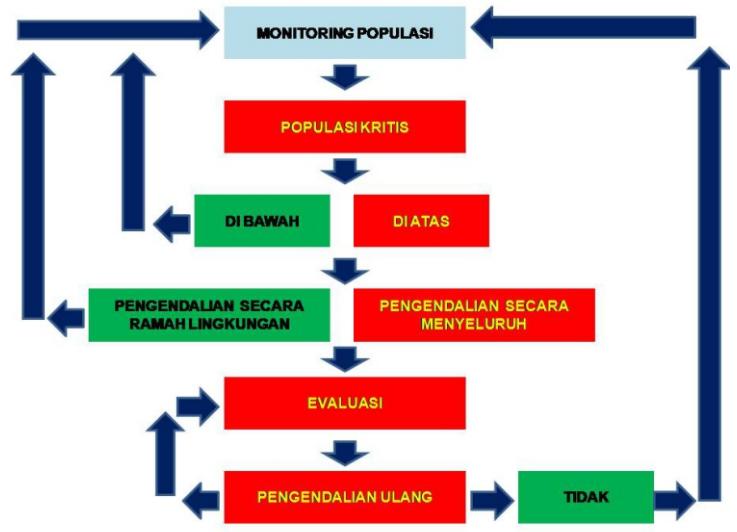 MONITORING POPULASI
POPULASI KRITIS
DI BAWAH
DI ATAS
PENGENDALIAN SECARA
RAMAH LINGKUNGAN
PENGENDALIAN SECARA
MENYELURUH
EVALUASI
PENGENDALIAN ULANG
TIDAK